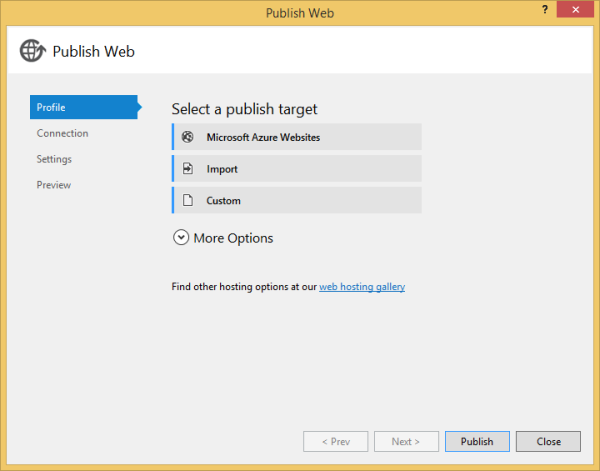 Publish Web
?
Publish Web
Profile
Connection
Settings
Preview
Select a publish target
Microsoft Azure Websites
Import
Custom
More Options
Find other hosting options at our web hosting gallery
< Prev
Next >
Publish
Close